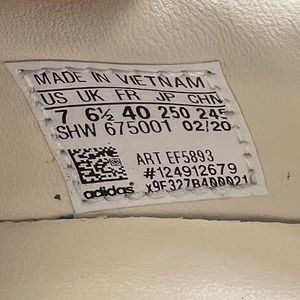 MADE IN VIETNAM
US UK FR JP CHN
7 6½ 40 250 245
SHW 675001 02/20
ART EF5893
#124912679
adidas x9F327B400021